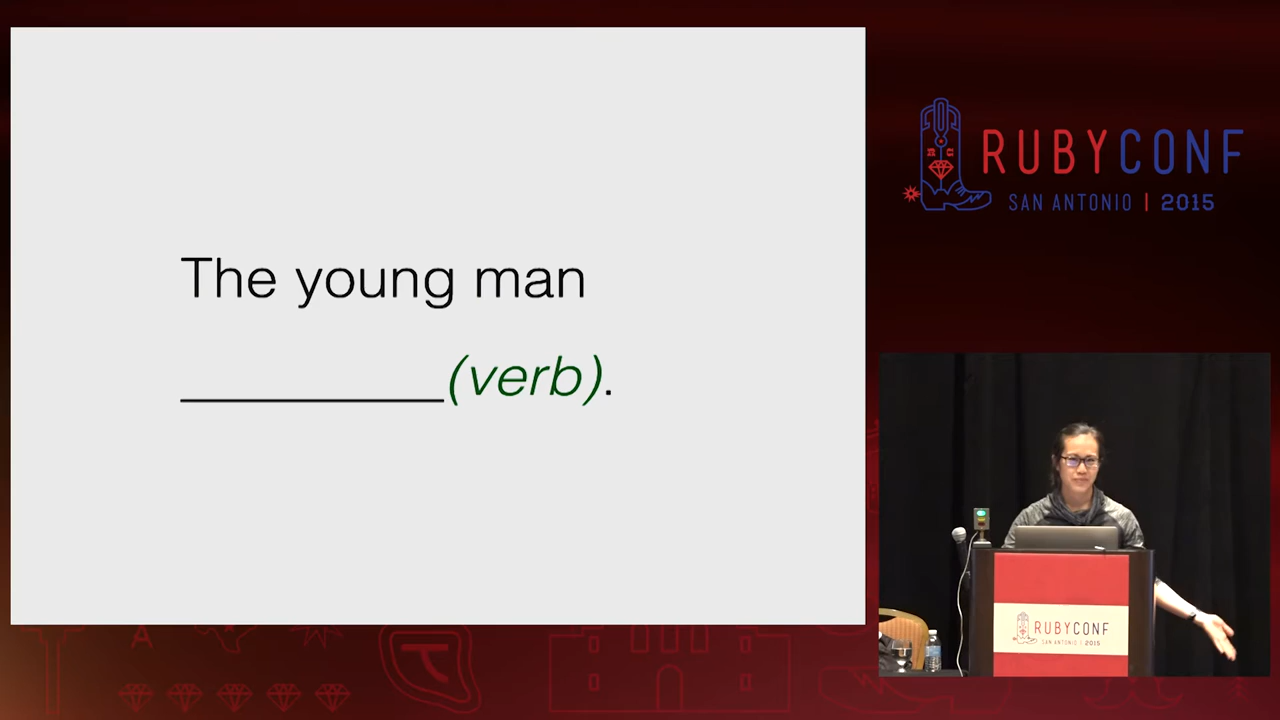 The young man
__________(verb).
RUBYCONF
SAN ANTONIO | 2015
RUBYCONF
SAN ANTONIO | 2015